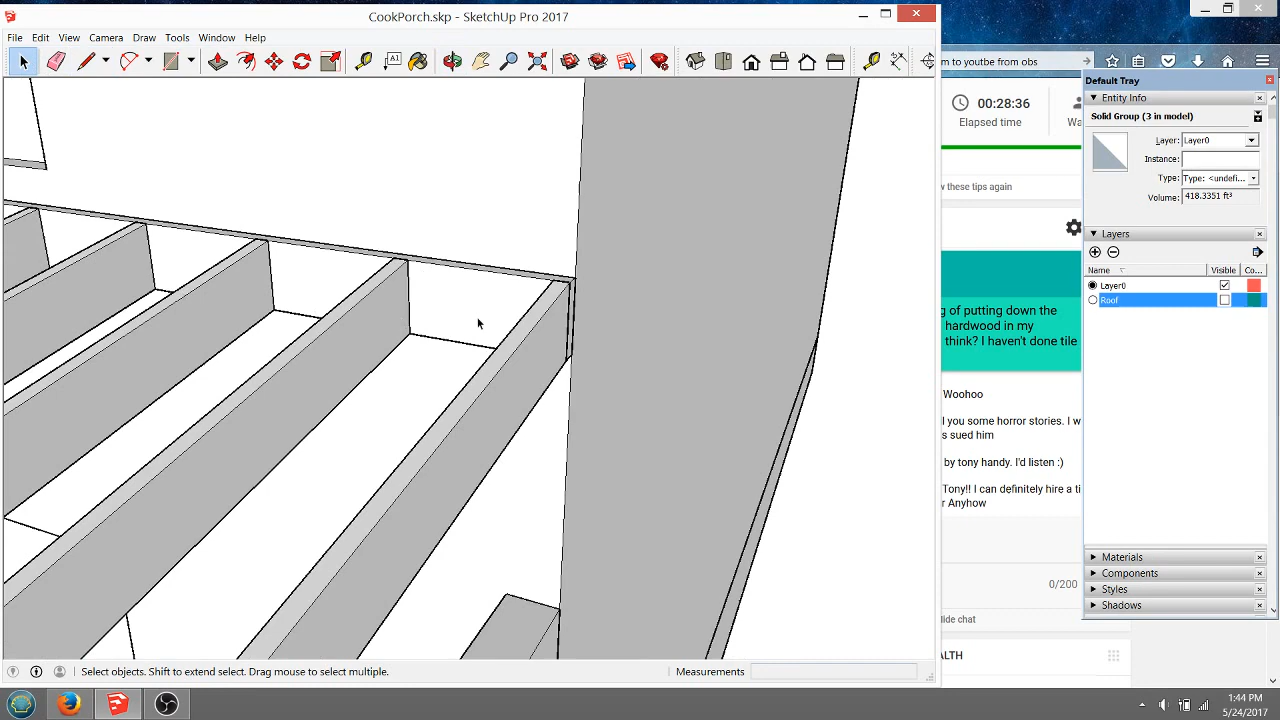 CookPorch.skp - SketchUp Pro 2017
File Edit View Camera Draw Tools Window Help
A1
m to youtbe from obs
00:28:36
Elapsed time
Wa
w these tips again
g of putting down the
hardwood in my
think? I haven't done tile
Woohoo
l you some horror stories. I w
s sued him
by tony handy. I'd listen :)
Tony!! I can definitely hire a ti
r Anyhow
0/200
lide chat
ALTH
Default Tray
Entity Info
Solid Group (3 in model)
Layer: Layer0
Instance:
Type: Type: <undefi...
Volume: 418.3351 ft³
Layers
Name Visible Co...
Layer0
Roof
Materials
Components
Styles
Shadows
Select objects. Shift to extend select. Drag mouse to select multiple.
Measurements
1:44 PM
5/24/2017